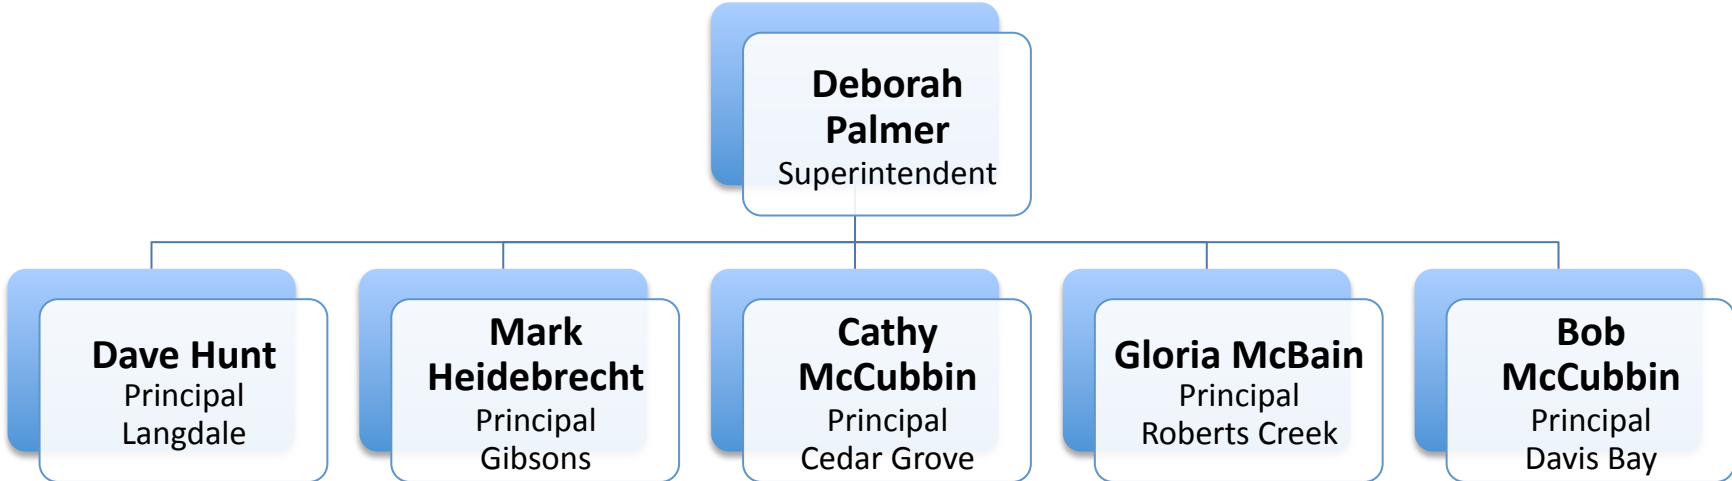 Deborah
Palmer
Superintendent
Dave Hunt
Principal
Langdale
Mark
Heidebrecht
Principal
Gibsons
Cathy
McCubbin
Principal
Cedar Grove
Gloria McBain
Principal
Roberts Creek
Bob
McCubbin
Principal
Davis Bay